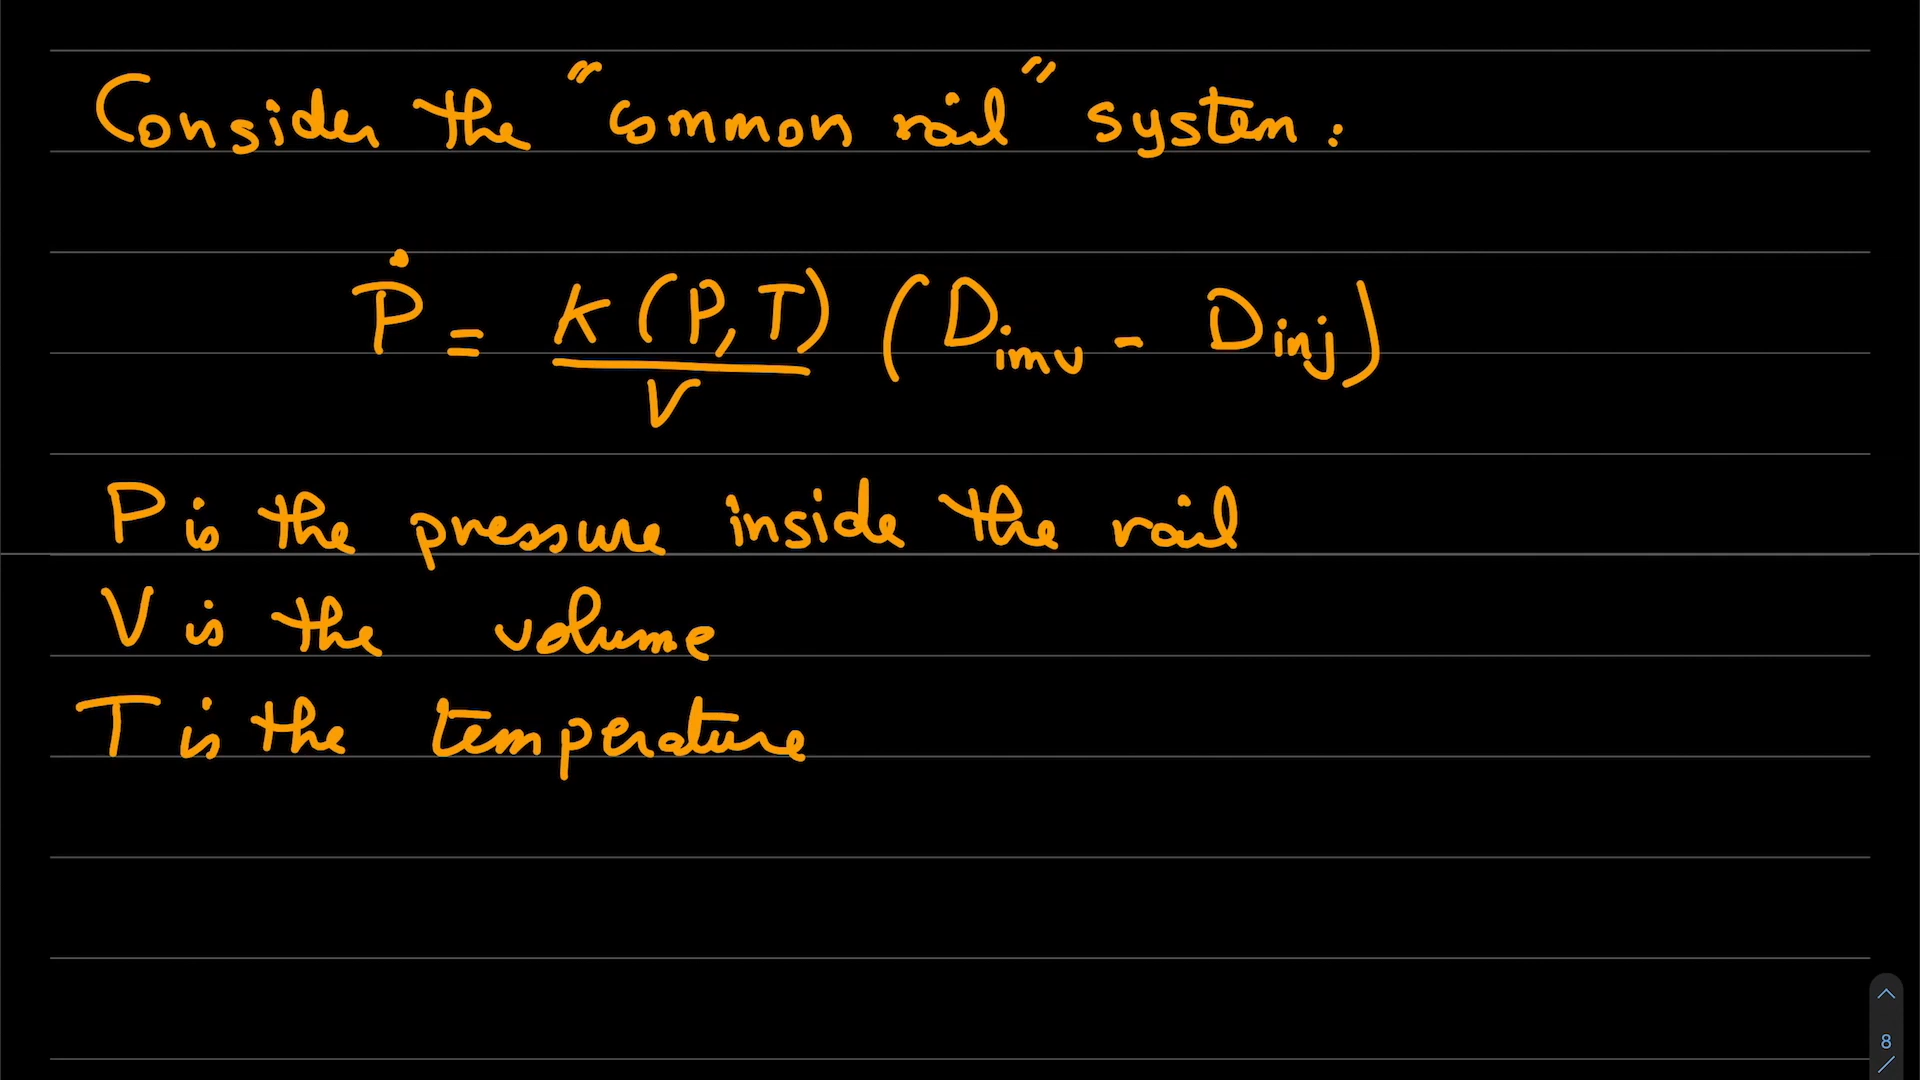 Consider the "common rail" system:
Ṗ = K(P,T)/V (D_imv - D_inj)
P is the pressure inside the rail
V is the volume
T is the temperature
8